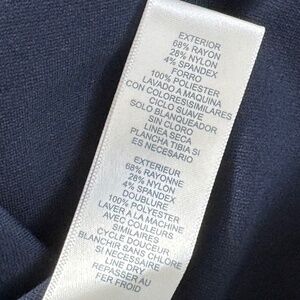 EXTERIOR
68% RAYON
28% NYLON
4% SPANDEX
FORRO
100% POLIESTER
LAVADO A MAQUINA
CON COLORES\SIMILARES
CICLO SUAVE
SOLO BLANQUEADOR
SIN CLORO
LINEA SECA
PLANCHA TIBIA SI
ES NECESARIO
EXTERIEUR
68% RAYONNE
28% NYLON
4% SPANDEX
DOUBLURE
100% POLYESTER
LAVER A LA MACHINE
AVEC COULEURS
SIMILAIRES
CYCLE DOUCEUR
BLANCHIR SANS CHLORE
SI NECESSAIRE
LINE DRY
REPASSER AU
FER FROID